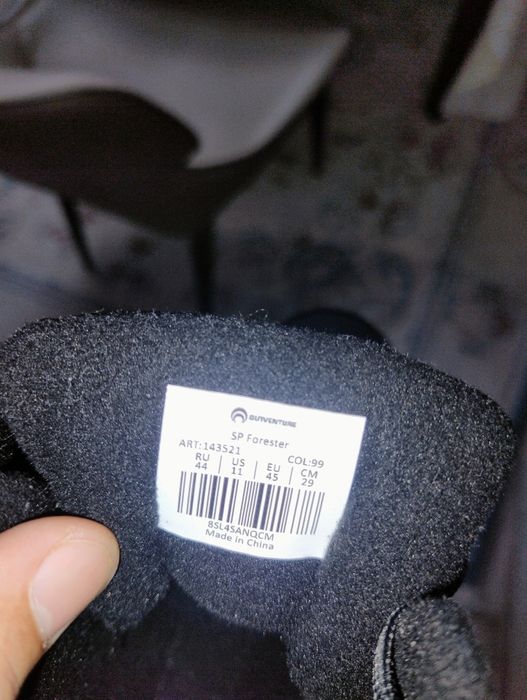 OUTVENTURE
SP Forester
ART:143521 COL:99
RU US EU CM
44 11 45 29
8SL4SANQCM
Made in China